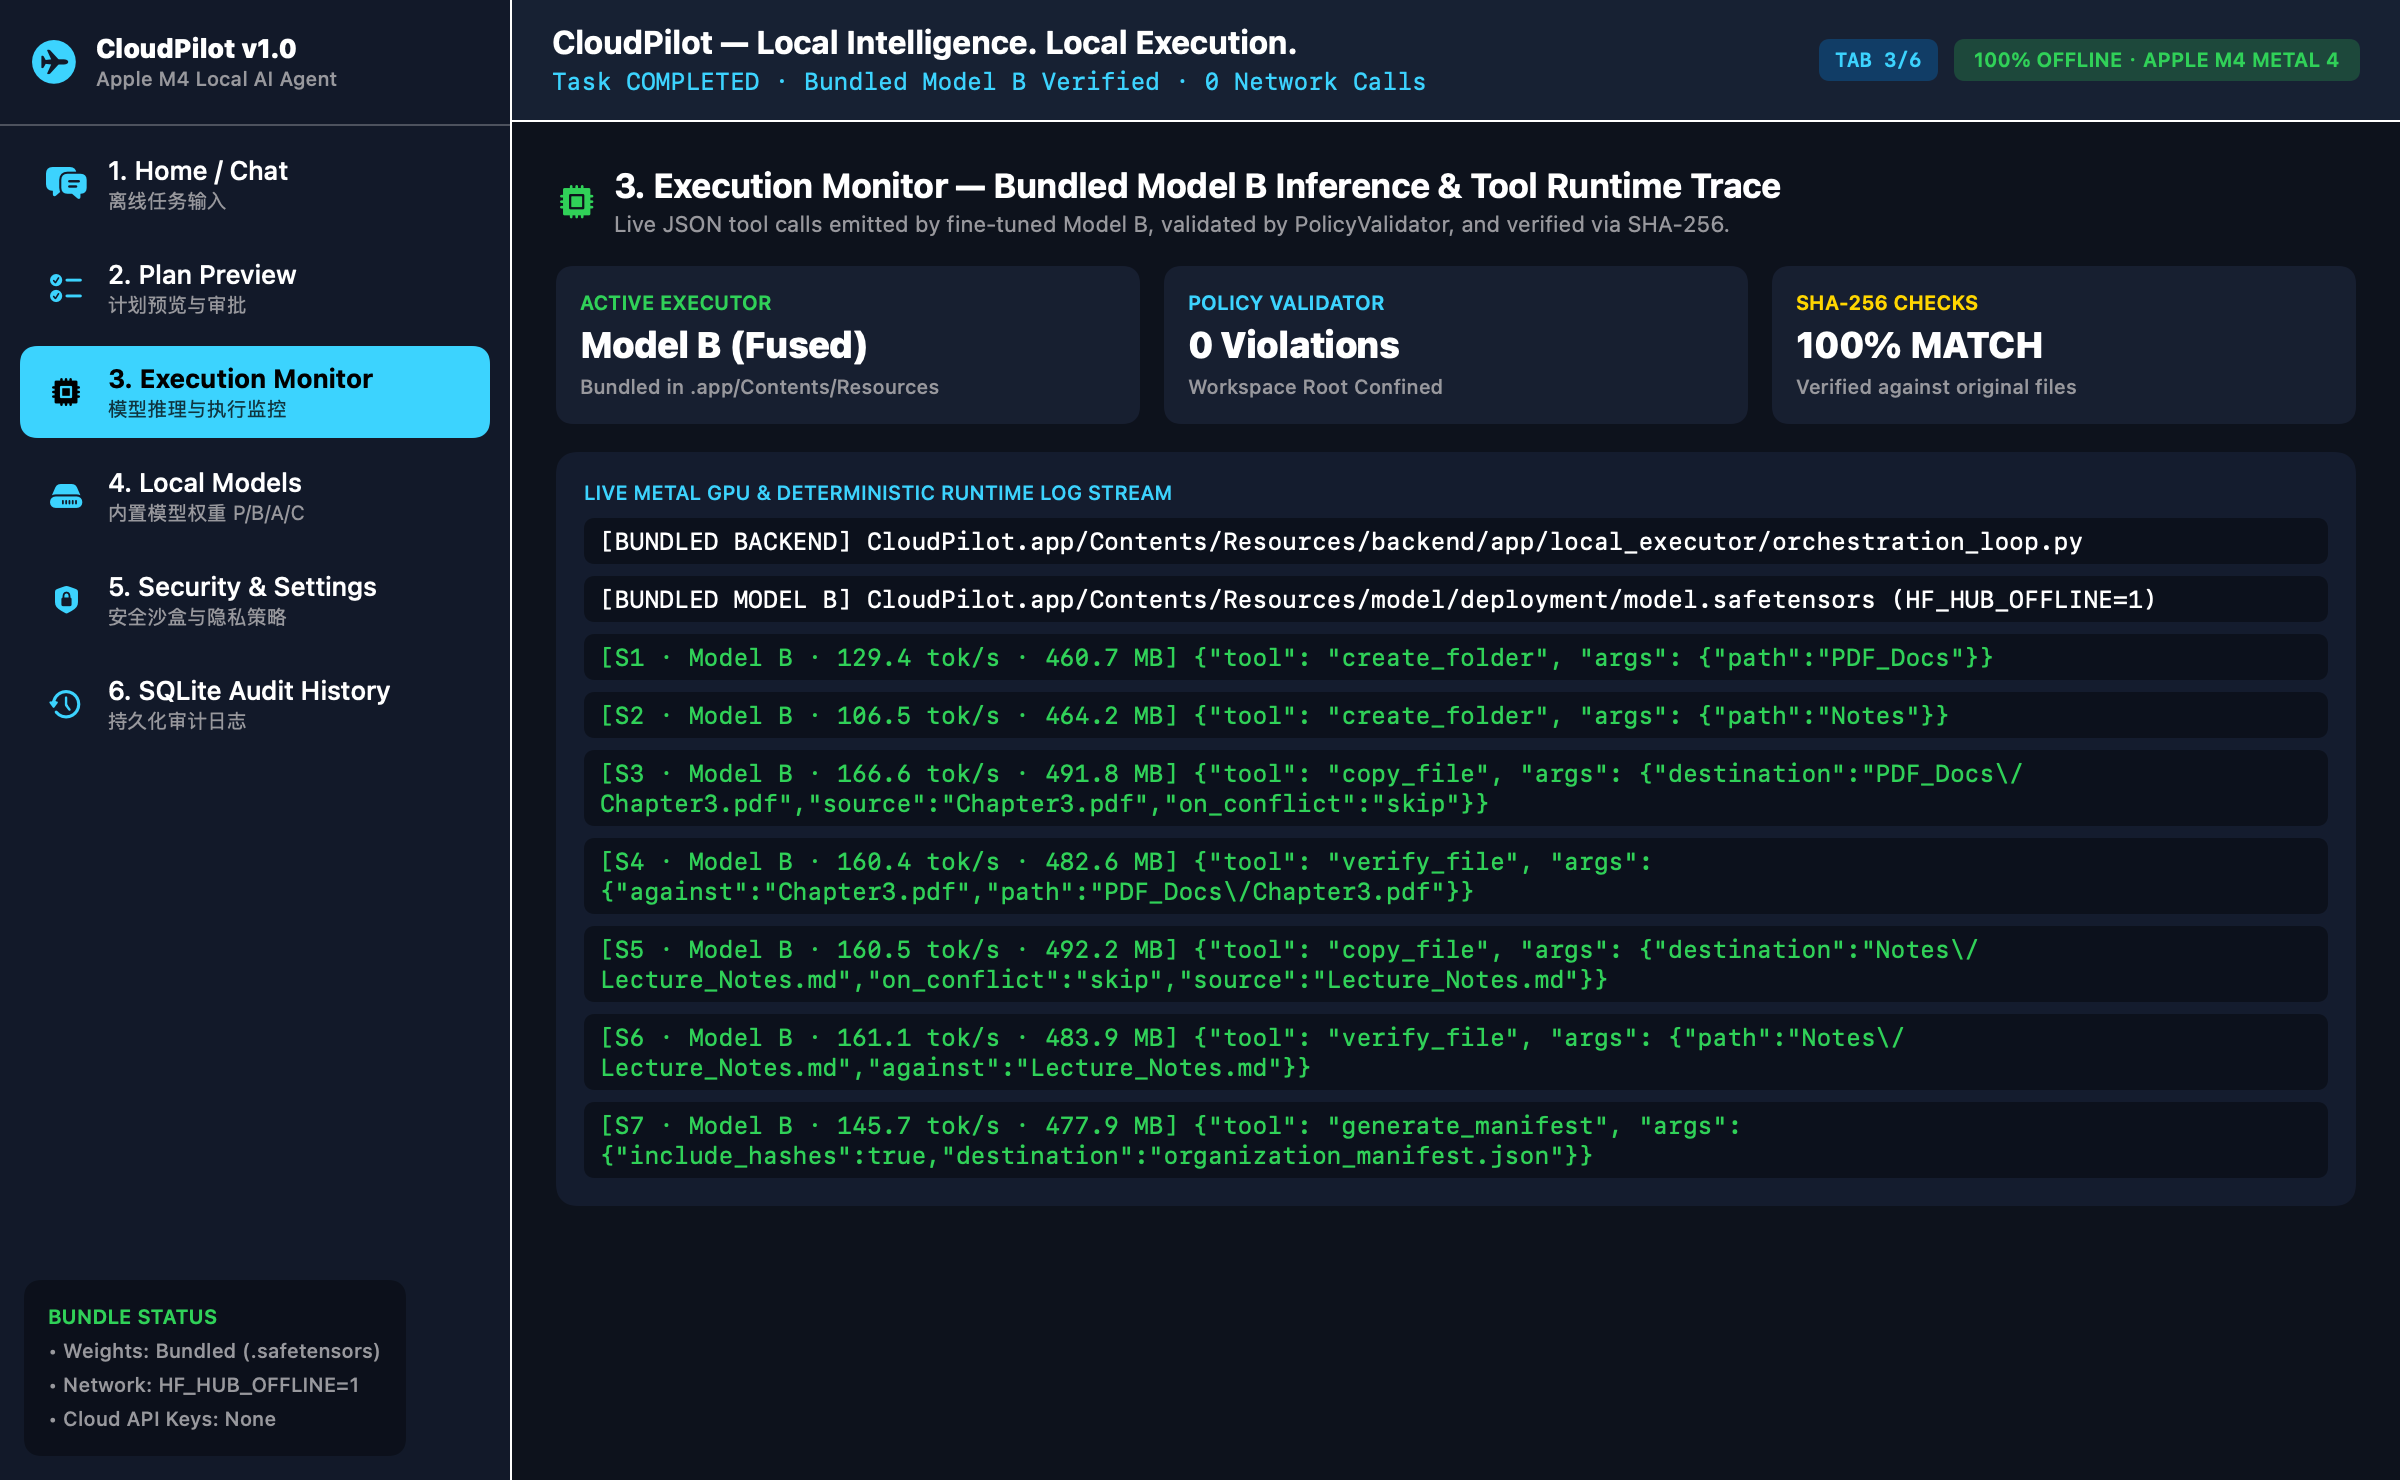 CloudPilot v1.0
Apple M4 Local AI Agent
1. Home / Chat
离线任务输入
2. Plan Preview
计划预览与审批
3. Execution Monitor
模型推理与执行监控
4. Local Models
内置模型权重 P/B/A/C
5. Security & Settings
安全沙盒与隐私策略
6. SQLite Audit History
持久化审计日志
BUNDLE STATUS
• Weights: Bundled (.safetensors)
• Network: HF_HUB_OFFLINE=1
• Cloud API Keys: None
CloudPilot — Local Intelligence. Local Execution.
Task COMPLETED · Bundled Model B Verified · 0 Network Calls
TAB 3/6
100% OFFLINE · APPLE M4 METAL 4
3. Execution Monitor — Bundled Model B Inference & Tool Runtime Trace
Live JSON tool calls emitted by fine-tuned Model B, validated by PolicyValidator, and verified via SHA-256.
ACTIVE EXECUTOR
Model B (Fused)
Bundled in .app/Contents/Resources
POLICY VALIDATOR
0 Violations
Workspace Root Confined
SHA-256 CHECKS
100% MATCH
Verified against original files
LIVE METAL GPU & DETERMINISTIC RUNTIME LOG STREAM
[BUNDLED BACKEND] CloudPilot.app/Contents/Resources/backend/app/local_executor/orchestration_loop.py
[BUNDLED MODEL B] CloudPilot.app/Contents/Resources/model/deployment/model.safetensors (HF_HUB_OFFLINE=1)
[S1 · Model B · 129.4 tok/s · 460.7 MB] {"tool": "create_folder", "args": {"path":"PDF_Docs"}}
[S2 · Model B · 106.5 tok/s · 464.2 MB] {"tool": "create_folder", "args": {"path":"Notes"}}
[S3 · Model B · 166.6 tok/s · 491.8 MB] {"tool": "copy_file", "args": {"destination":"PDF_Docs\/
Chapter3.pdf","source":"Chapter3.pdf","on_conflict":"skip"}}
[S4 · Model B · 160.4 tok/s · 482.6 MB] {"tool": "verify_file", "args":
{"against":"Chapter3.pdf","path":"PDF_Docs\/Chapter3.pdf"}}
[S5 · Model B · 160.5 tok/s · 492.2 MB] {"tool": "copy_file", "args": {"destination":"Notes\/
Lecture_Notes.md","on_conflict":"skip","source":"Lecture_Notes.md"}}
[S6 · Model B · 161.1 tok/s · 483.9 MB] {"tool": "verify_file", "args": {"path":"Notes\/
Lecture_Notes.md","against":"Lecture_Notes.md"}}
[S7 · Model B · 145.7 tok/s · 477.9 MB] {"tool": "generate_manifest", "args":
{"include_hashes":true,"destination":"organization_manifest.json"}}